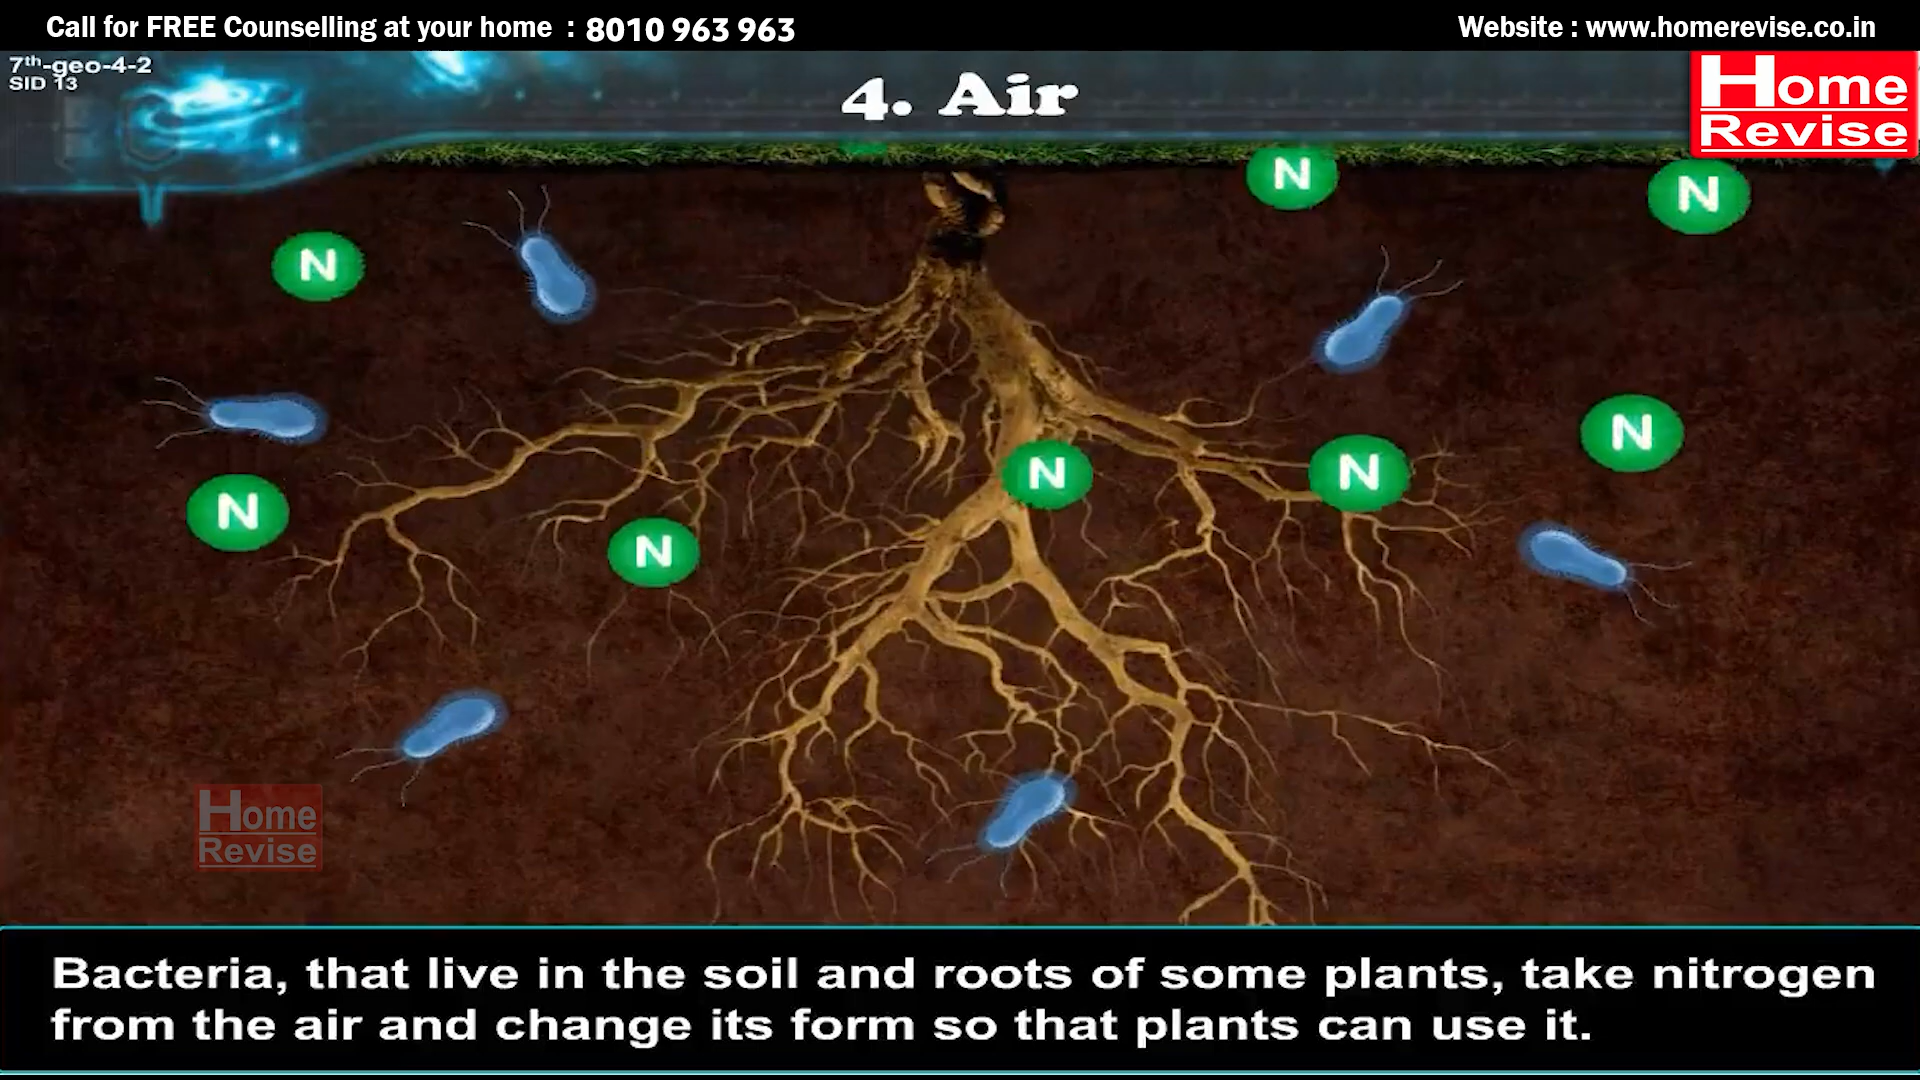 Call for FREE Counselling at your home : 8010 963 963
Website : www.homerevise.co.in
7th-geo-4-2
SID 13
4. Air
Home
Revise
N
N
N
N
N
N
N
N
Home
Revise
Bacteria, that live in the soil and roots of some plants, take nitrogen
from the air and change its form so that plants can use it.